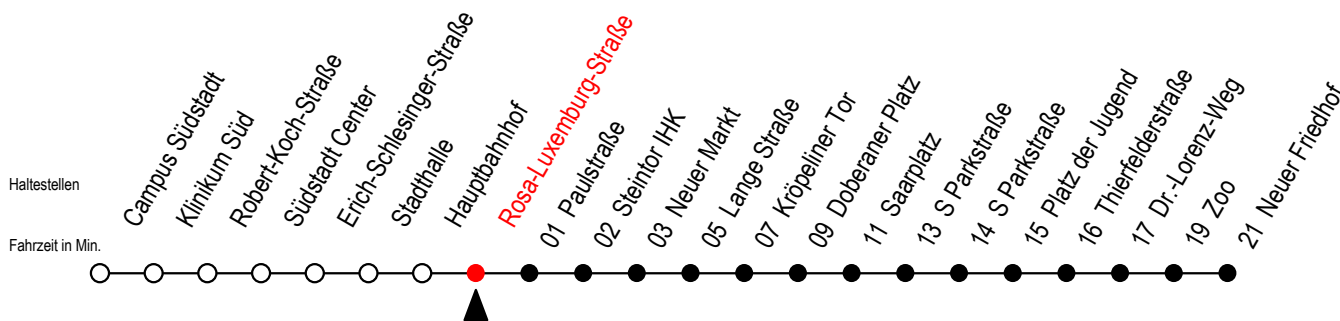 Haltestellen
Fahrzeit in Min.
Campus Südstadt
Klinikum Süd
Robert-Koch-Straße
Südstadt Center
Erich-Schlesinger-Straße
Stadthalle
Hauptbahnhof
Rosa-Luxemburg-Straße
01 Paulstraße
02 Steintor IHK
03 Neuer Markt
05 Lange Straße
07 Kröpeliner Tor
09 Doberaner Platz
11 Saarplatz
13 S Parkstraße
14 S Parkstraße
15 Platz der Jugend
16 Thierfelderstraße
17 Dr.-Lorenz-Weg
19 Zoo
21 Neuer Friedhof